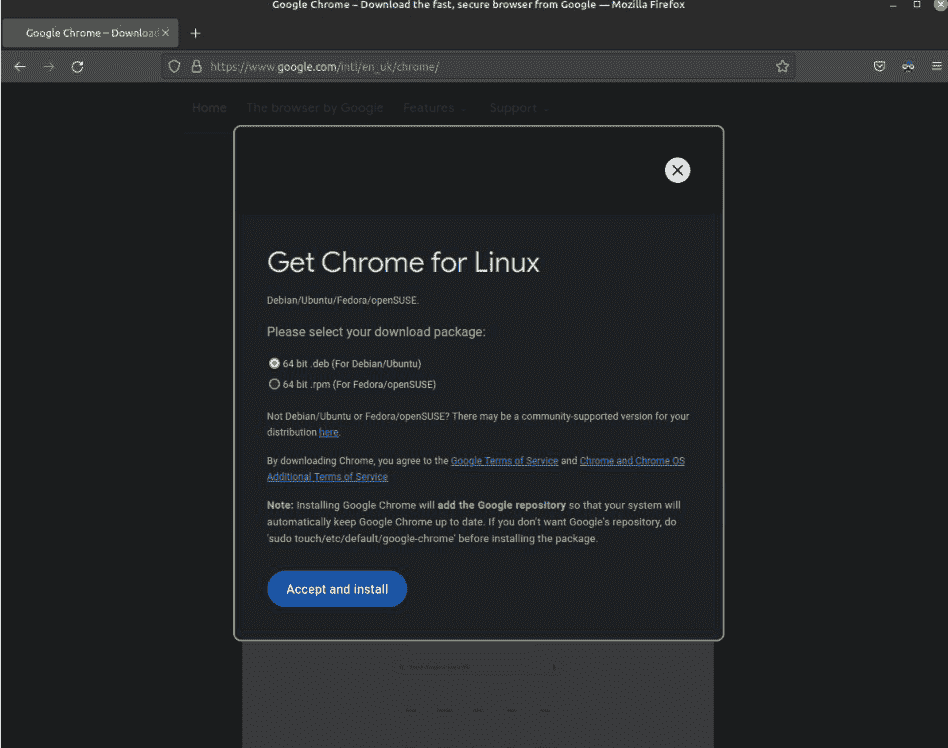 Google Chrome – Download the fast, secure browser from Google — Mozilla Firefox
Google Chrome – Download
https://www.google.com/intl/en_uk/chrome/
Home The browser by Google Features Support
Get Chrome for Linux
Debian/Ubuntu/Fedora/openSUSE.
Please select your download package:
64 bit .deb (For Debian/Ubuntu)
64 bit .rpm (For Fedora/openSUSE)
Not Debian/Ubuntu or Fedora/openSUSE? There may be a community-supported version for your
distribution here.
By downloading Chrome, you agree to the Google Terms of Service and Chrome and Chrome OS
Additional Terms of Service
Note: Installing Google Chrome will add the Google repository so that your system will
automatically keep Google Chrome up to date. If you don't want Google's repository, do
'sudo touch/etc/default/google-chrome' before installing the package.
Accept and install